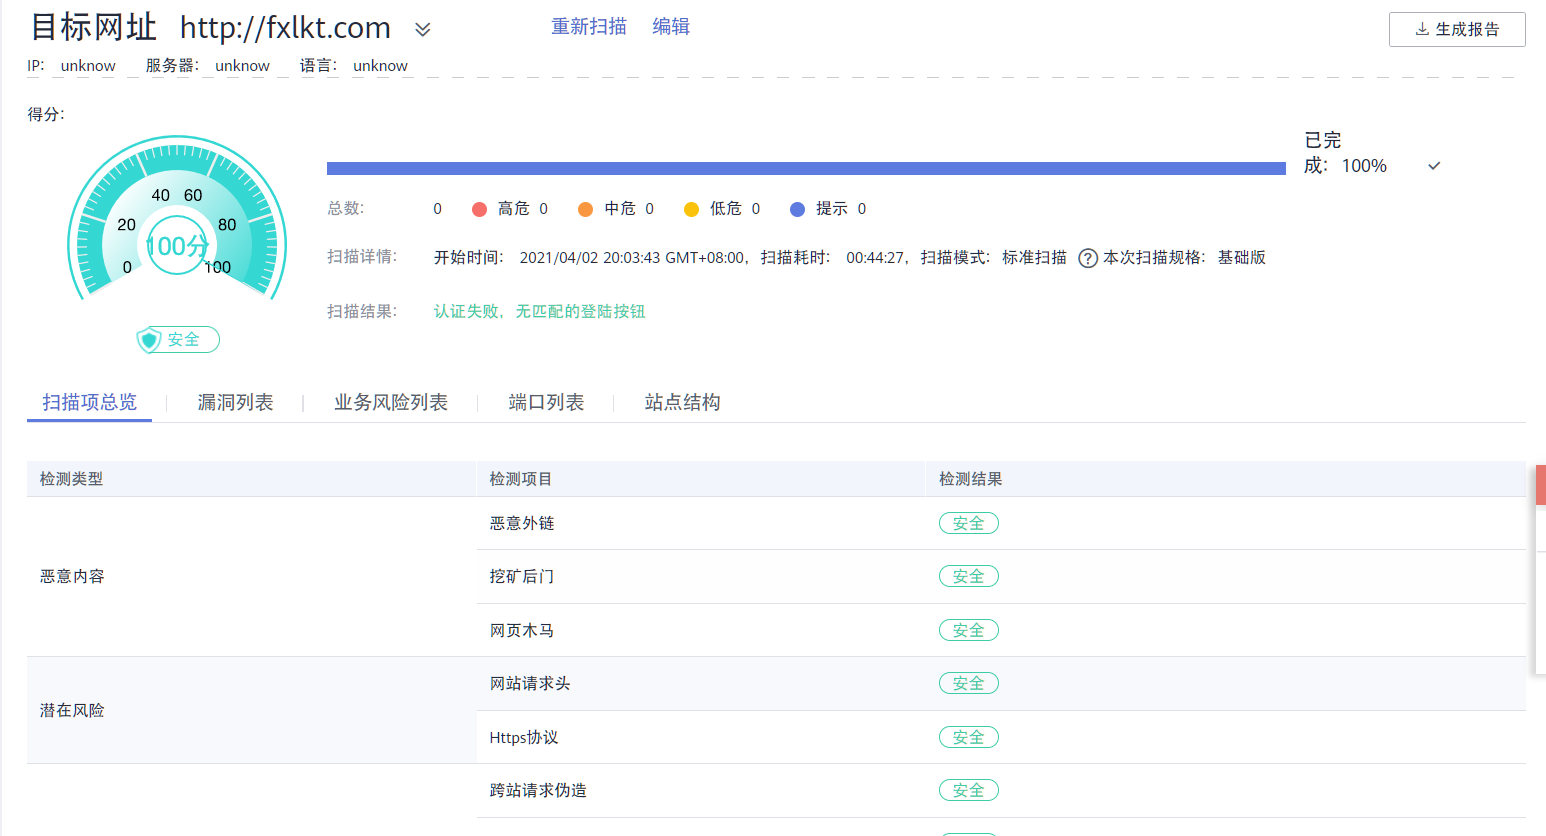 目标网址 http://fxlkt.com 重新扫描 编辑 生成报告
IP: unknow 服务器: unknow 语言: unknow
得分:
已完
成: 100%
40 60
20 80
0 100
100分
安全
总数: 0 高危 0 中危 0 低危 0 提示 0
扫描详情: 开始时间: 2021/04/02 20:03:43 GMT+08:00, 扫描耗时: 00:44:27, 扫描模式: 标准扫描 ? 本次扫描规格: 基础版
扫描结果: 认证失败, 无匹配的登陆按钮
扫描项总览 漏洞列表 业务风险列表 端口列表 站点结构
检测类型 检测项目 检测结果
恶意内容
恶意外链 安全
挖矿后门 安全
网页木马 安全
潜在风险
网站请求头 安全
Https协议 安全
跨站请求伪造 安全